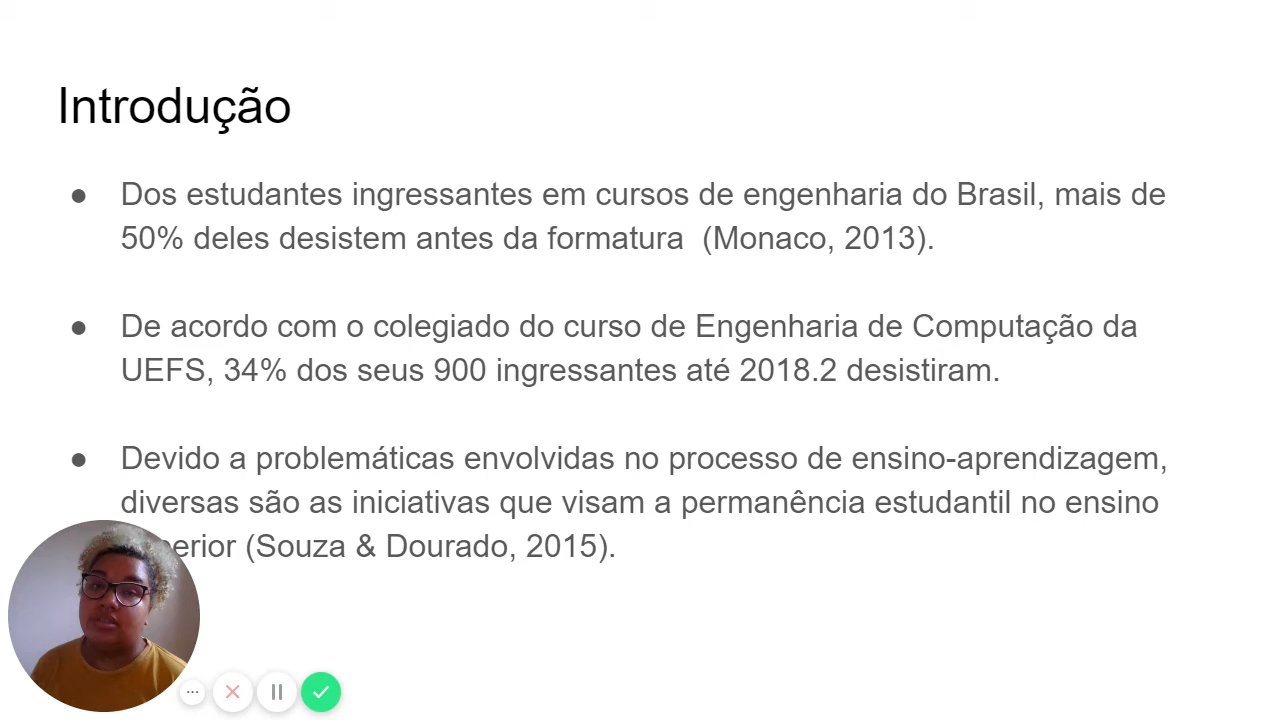 Introdução
● Dos estudantes ingressantes em cursos de engenharia do Brasil, mais de
50% deles desistem antes da formatura (Monaco, 2013).
● De acordo com o colegiado do curso de Engenharia de Computação da
UEFS, 34% dos seus 900 ingressantes até 2018.2 desistiram.
● Devido a problemáticas envolvidas no processo de ensino-aprendizagem,
diversas são as iniciativas que visam a permanência estudantil no ensino
(Souza & Dourado, 2015).